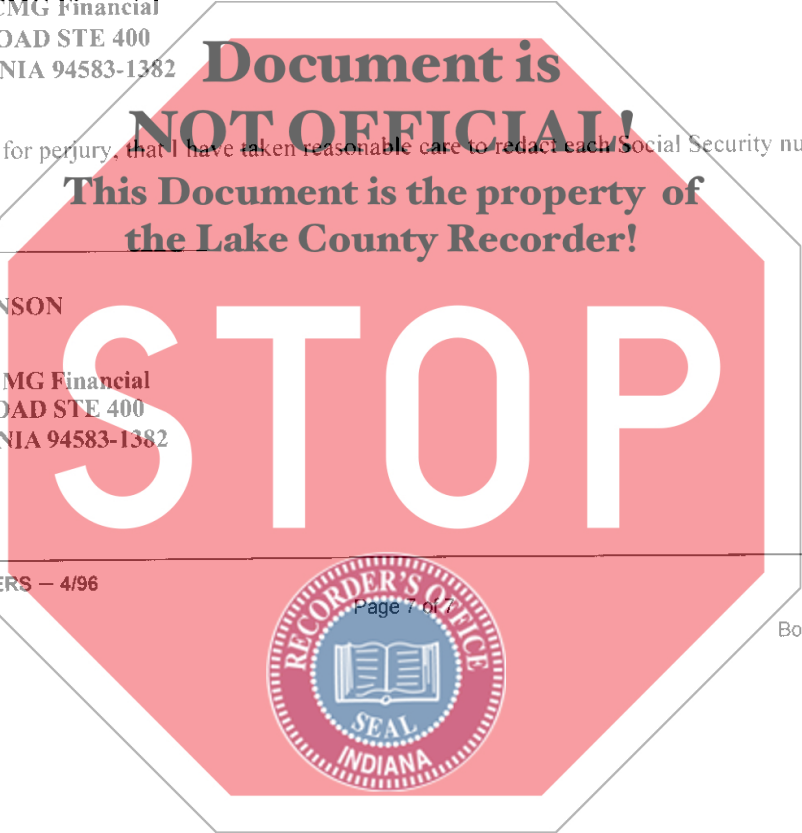 CMG Financial
OAD STE 400
NIA 94583-1382
Document is
NOT OFFICIAL!
for perjury, that I have taken reasonable care to redact each Social Security nu
This Document is the property of
the Lake County Recorder!
NSON
MG Financial
OAD STE 400
NIA 94583-1382
STOP
ERS — 4/96
Page 7 of 7
Bo
RECORDER'S OFFICE
SEAL
INDIANA